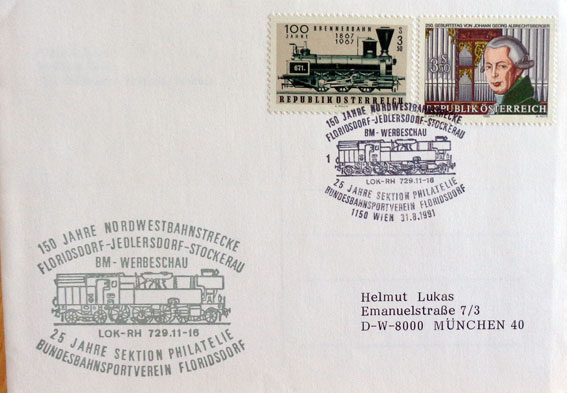 100 BRENNERBAHN S
JAHRE 1867 3
1967 50
671.
REPUBLIK ÖSTERREICH
250. GEBURTSTAG VON JOHANN GEORG ALBRECHTSBERGER
S
3.50
REPUBLIK ÖSTERREICH
150 JAHRE NORDWESTBAHNSTRECKE
FLORIDSDORF-JEDLERSDORF-STOCKERAU
BM-WERBESCHAU
1
LOK-RH 729.11-16
25 JAHRE SEKTION PHILATELIE
BUNDESBAHNSPORTVEREIN FLORIDSDORF
1150 WIEN 31.8.1991
150 JAHRE NORDWESTBAHNSTRECKE
FLORIDSDORF-JEDLERSDORF-STOCKERAU
BM-WERBESCHAU
LOK-RH 729.11-16
25 JAHRE SEKTION PHILATELIE
BUNDESBAHNSPORTVEREIN FLORIDSDORF
Helmut Lukas
Emanuelstraße 7/3
D-W-8000 MÜNCHEN 40